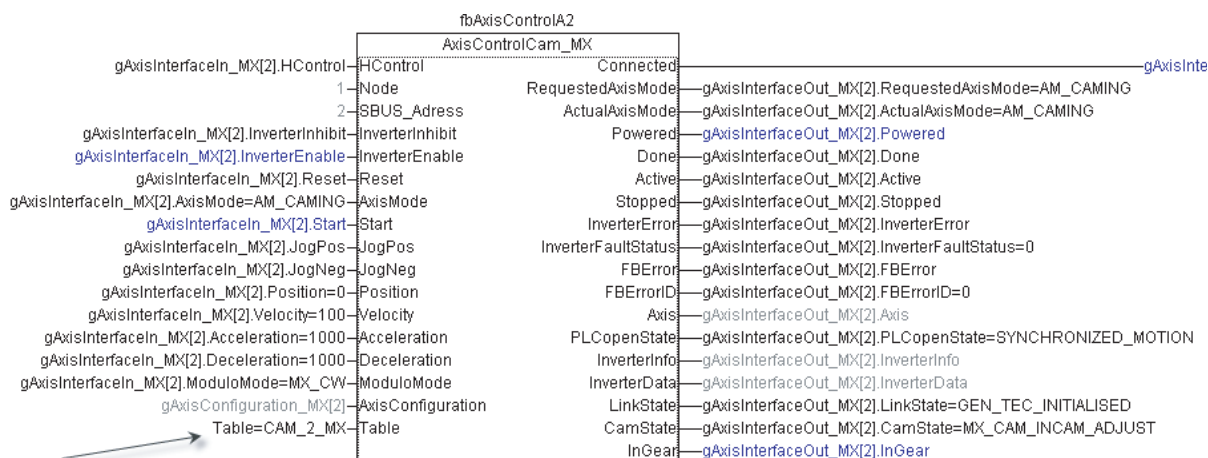 fbAxisControlA2
AxisControlCam_MX
gAxisInterfaceIn_MX[2].HControl HControl Connected gAxisInte
1 Node RequestedAxisMode gAxisInterfaceOut_MX[2].RequestedAxisMode=AM_CAMING
2 SBUS_Adress ActualAxisMode gAxisInterfaceOut_MX[2].ActualAxisMode=AM_CAMING
gAxisInterfaceIn_MX[2].InverterInhibit InverterInhibit Powered gAxisInterfaceOut_MX[2].Powered
gAxisInterfaceIn_MX[2].InverterEnable InverterEnable Done gAxisInterfaceOut_MX[2].Done
gAxisInterfaceIn_MX[2].Reset Reset Active gAxisInterfaceOut_MX[2].Active
gAxisInterfaceIn_MX[2].AxisMode=AM_CAMING AxisMode Stopped gAxisInterfaceOut_MX[2].Stopped
gAxisInterfaceIn_MX[2].Start Start InverterError gAxisInterfaceOut_MX[2].InverterError
gAxisInterfaceIn_MX[2].JogPos JogPos InverterFaultStatus gAxisInterfaceOut_MX[2].InverterFaultStatus=0
gAxisInterfaceIn_MX[2].JogNeg JogNeg FBError gAxisInterfaceOut_MX[2].FBError
gAxisInterfaceIn_MX[2].Position=0 Position FBErrorID gAxisInterfaceOut_MX[2].FBErrorID=0
gAxisInterfaceIn_MX[2].Velocity=100 Velocity Axis gAxisInterfaceOut_MX[2].Axis
gAxisInterfaceIn_MX[2].Acceleration=1000 Acceleration PLCopenState gAxisInterfaceOut_MX[2].PLCopenState=SYNCHRONIZED_MOTION
gAxisInterfaceIn_MX[2].Deceleration=1000 Deceleration InverterInfo gAxisInterfaceOut_MX[2].InverterInfo
gAxisInterfaceIn_MX[2].ModuloMode=MX_CW ModuloMode InverterData gAxisInterfaceOut_MX[2].InverterData
gAxisConfiguration_MX[2] AxisConfiguration LinkState gAxisInterfaceOut_MX[2].LinkState=GEN_TEC_INITIALISED
Table=CAM_2_MX Table CamState gAxisInterfaceOut_MX[2].CamState=MX_CAM_INCAM_ADJUST
InGear gAxisInterfaceOut_MX[2].InGear